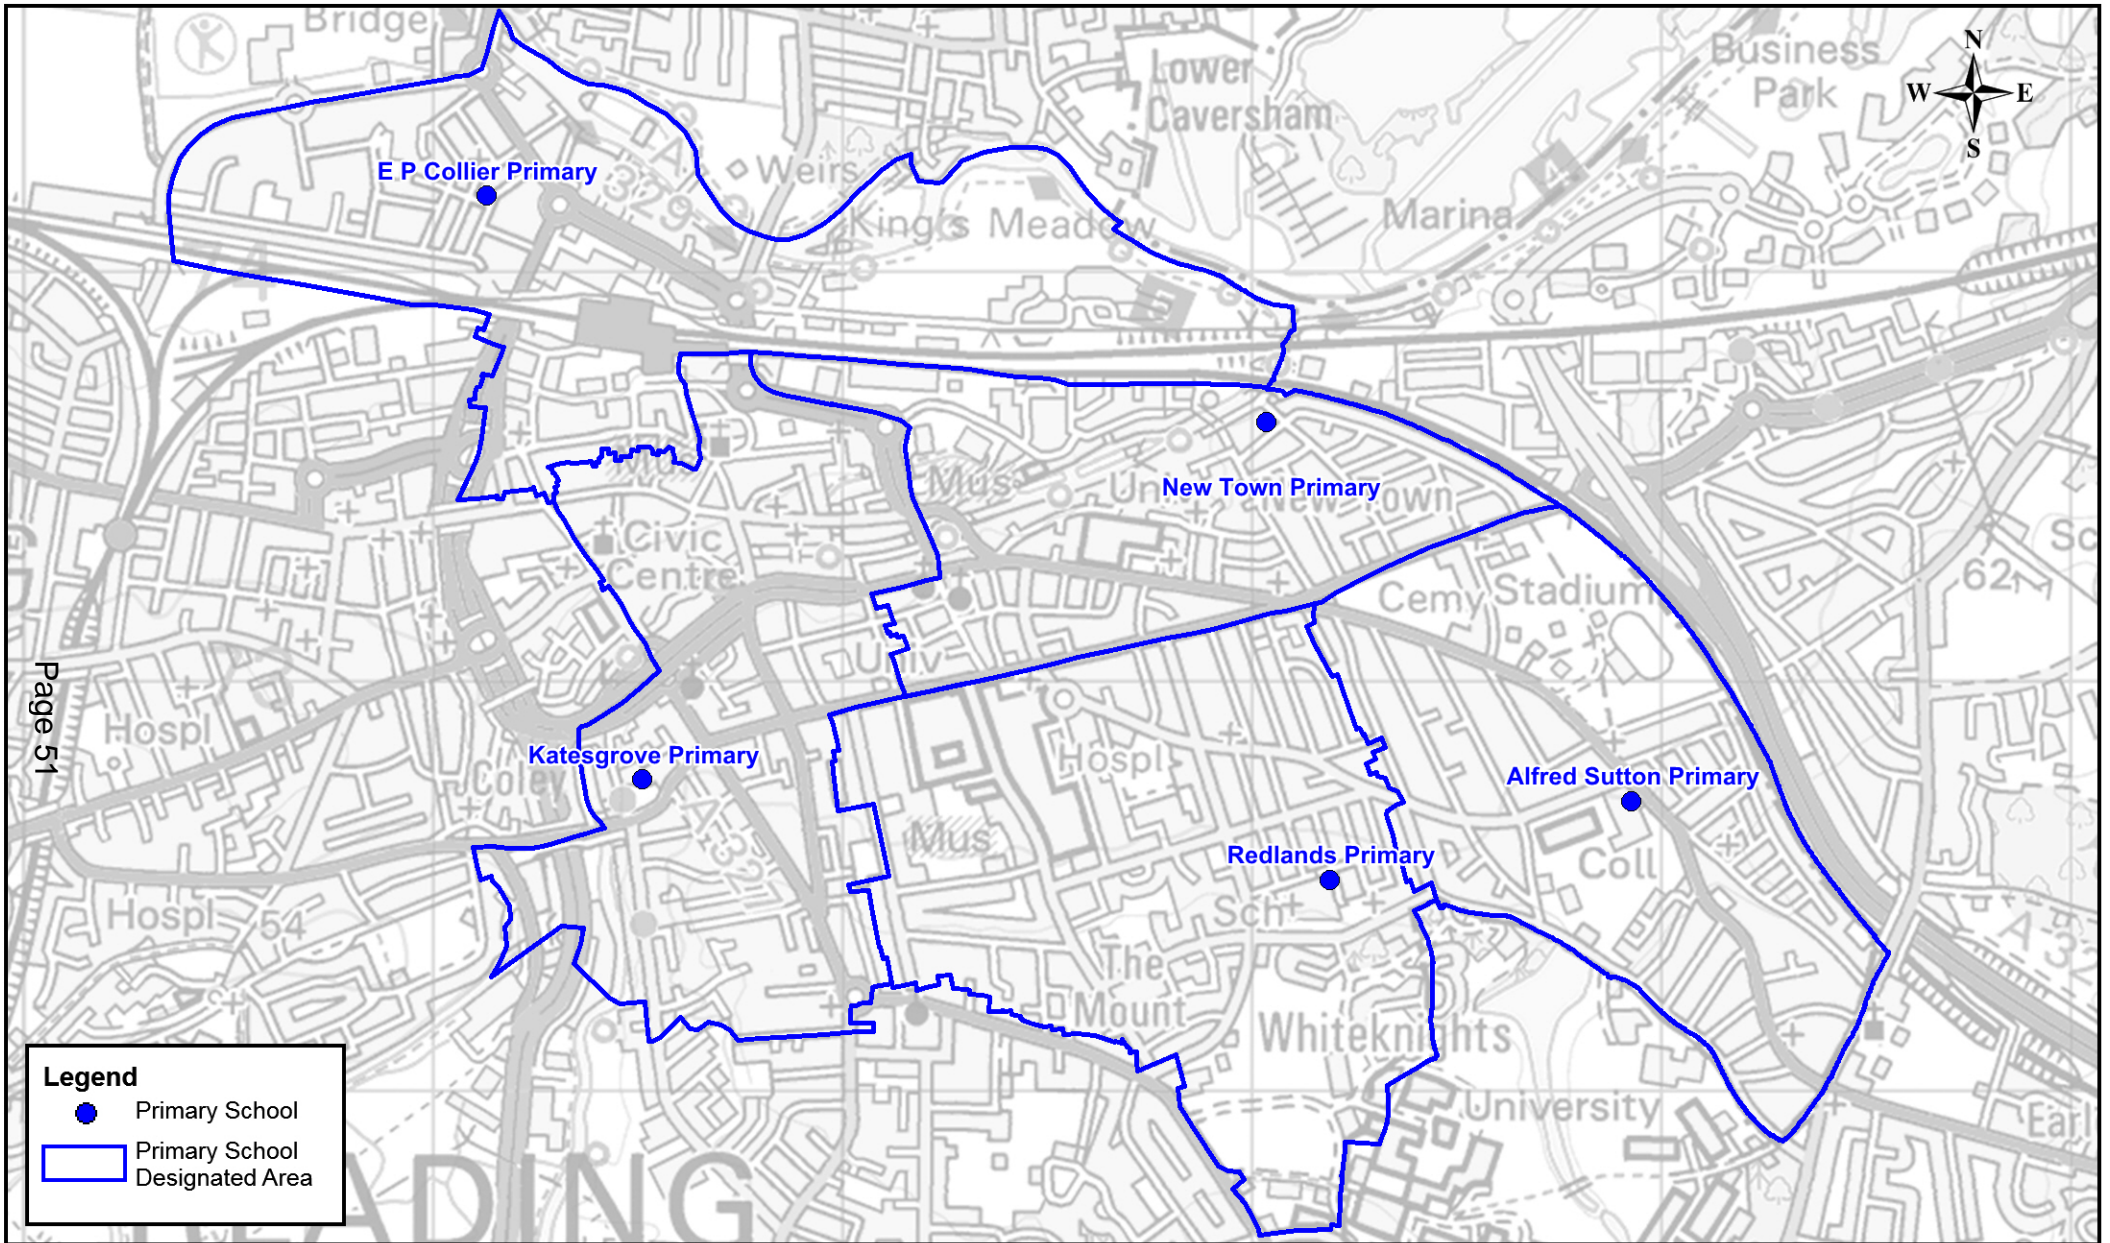 Bridge
Lower
Caversham
Business
Park
N
W E
S
E P Collier Primary
Weirs
King's Meadow
Marina
New Town Primary
New Town
Mus
Civic
Centre
Cemy
Stadium
Univ
Page 51
Hospl
Katesgrove Primary
Coley
Hospl
Alfred Sutton Primary
Mus
Redlands Primary
Coll
Sch
Hospl
54
The
Mount
Whiteknights
University
Earl
62
Legend
Primary School
Primary School
Designated Area
READING